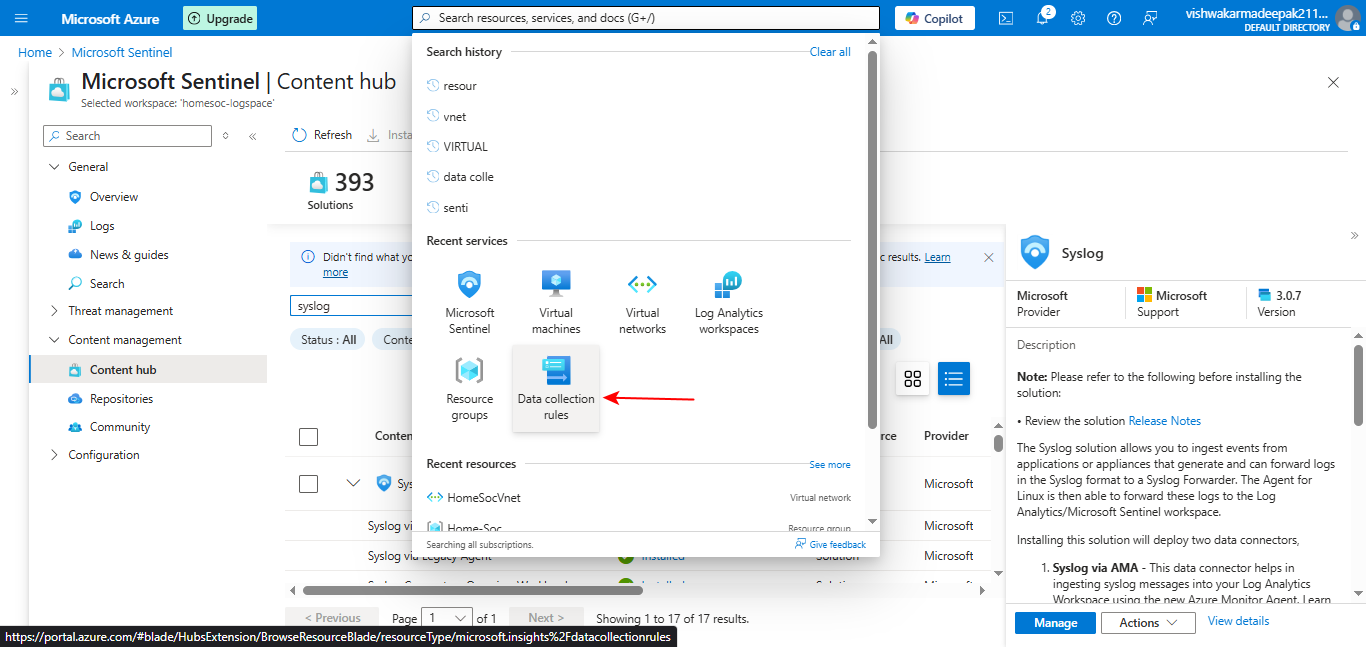 Microsoft Azure
Upgrade
Search resources, services, and docs (G+/)
Copilot
2
vishwakarmadeepak211...
DEFAULT DIRECTORY
Home > Microsoft Sentinel
Microsoft Sentinel | Content hub
Selected workspace: 'homesoc-logspace'
Search
General
Overview
Logs
News & guides
Search
Threat management
Content management
Content hub
Repositories
Community
Configuration
Refresh
Insta
393
Solutions
Didn't find what yo
more
c results. Learn
syslog
Status : All
Conte
All
Conten
rce
Provider
Sys
Microsoft
Syslog via
Microsoft
Syslog via Legacy Agent
Installed
Solution
Microsoft
< Previous
Page
1
of 1
Next >
Showing 1 to 17 of 17 results.
Search history
Clear all
resour
vnet
VIRTUAL
data colle
senti
Recent services
Microsoft
Sentinel
Virtual
machines
Virtual
networks
Log Analytics
workspaces
Resource
groups
Data collection
rules
Recent resources
See more
HomeSocVnet
Virtual network
Home-Soc
Resource group
Searching all subscriptions.
Give feedback
Syslog
Microsoft
Provider
Microsoft
Support
3.0.7
Version
Description
Note: Please refer to the following before installing the
solution:
• Review the solution Release Notes
The Syslog solution allows you to ingest events from
applications or appliances that generate and can forward logs
in the Syslog format to a Syslog Forwarder. The Agent for
Linux is then able to forward these logs to the Log
Analytics/Microsoft Sentinel workspace.
Installing this solution will deploy two data connectors,
1. Syslog via AMA - This data connector helps in
ingesting syslog messages into your Log Analytics
Workspace using the new Azure Monitor Agent. Learn
Manage
Actions
View details
https://portal.azure.com/#blade/HubsExtension/BrowseResourceBlade/resourceType/microsoft.insights%2Fdatacollectionrules